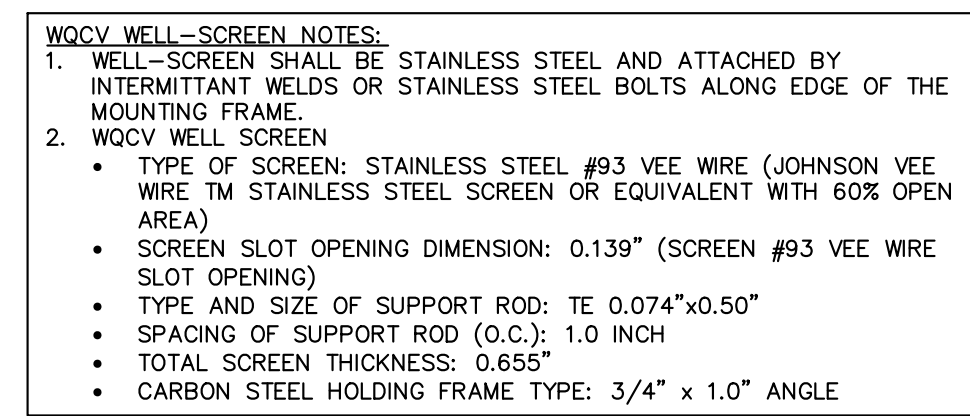 WQCV WELL–SCREEN NOTES:
1. WELL–SCREEN SHALL BE STAINLESS STEEL AND ATTACHED BY
INTERMITTANT WELDS OR STAINLESS STEEL BOLTS ALONG EDGE OF THE
MOUNTING FRAME.
2. WQCV WELL SCREEN
• TYPE OF SCREEN: STAINLESS STEEL #93 VEE WIRE (JOHNSON VEE
WIRE TM STAINLESS STEEL SCREEN OR EQUIVALENT WITH 60% OPEN
AREA)
• SCREEN SLOT OPENING DIMENSION: 0.139" (SCREEN #93 VEE WIRE
SLOT OPENING)
• TYPE AND SIZE OF SUPPORT ROD: TE 0.074"x0.50"
• SPACING OF SUPPORT ROD (O.C.): 1.0 INCH
• TOTAL SCREEN THICKNESS: 0.655"
• CARBON STEEL HOLDING FRAME TYPE: 3/4" x 1.0" ANGLE